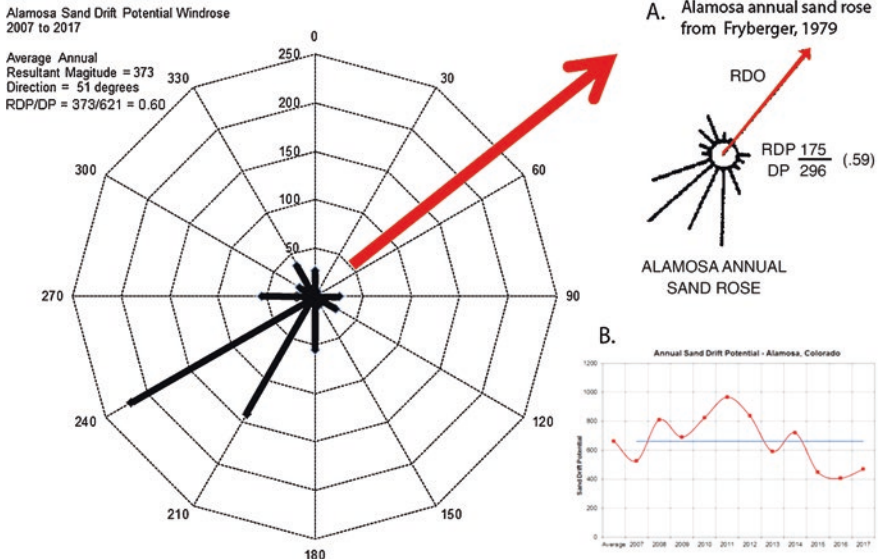 Alamosa Sand Drift Potential Windrose
2007 to 2017
Average Annual
Resultant Magnitude = 373
Direction = 51 degrees
RDP/DP = 373/621 = 0.60
0
30
60
90
120
150
180
210
240
270
300
330
250
200
150
100
50
A. Alamosa annual sand rose
from Fryberger, 1979
RDO
RDP 175
DP 296
(.59)
ALAMOSA ANNUAL
SAND ROSE
B.
Annual Sand Drift Potential - Alamosa, Colorado
Sand Drift Potential
1200
1000
800
600
400
200
0
Average 2007 2008 2009 2010 2011 2012 2013 2014 2015 2016 2017